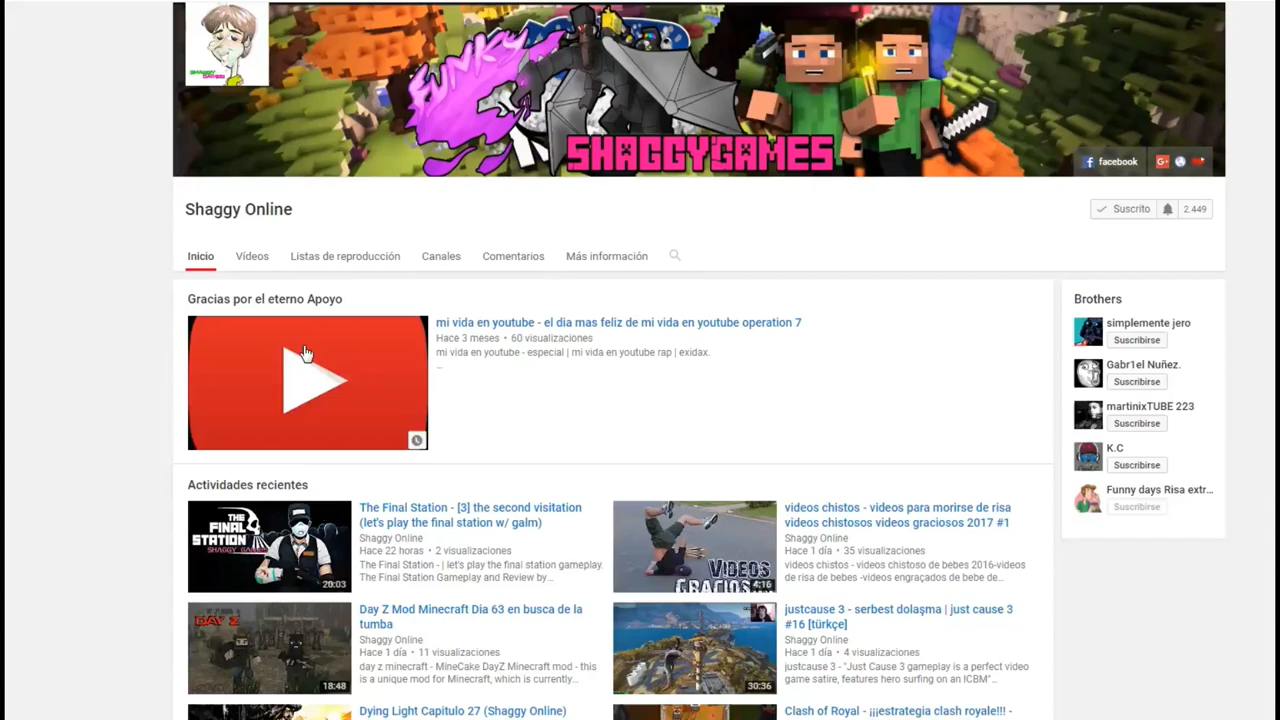 SHAGGY GAMES
SHAGGYGAMES
facebook
Shaggy Online
Suscrito
2.449
Inicio
Vídeos
Listas de reproducción
Canales
Comentarios
Más información
Gracias por el eterno Apoyo
mi vida en youtube - el dia mas feliz de mi vida en youtube operation 7
Hace 3 meses • 60 visualizaciones
mi vida en youtube - especial | mi vida en youtube rap | exidax.
...
Brothers
simplemente jero
Suscribirse
Gabr1el Nuñez.
Suscribirse
martinixTUBE 223
Suscribirse
K.C
Suscribirse
Funny days Risa extr...
Suscribirse
Actividades recientes
THE FINAL STATION
SHAGGY GAMES
20:03
The Final Station - [3] the second visitation
(let's play the final station w/ galm)
Shaggy Online
Hace 22 horas • 2 visualizaciones
The Final Station - | let's play the final station gameplay.
The Final Station Gameplay and Review by...
VIDEOS
GRACIOS
4:16
videos chistos - videos para morirse de risa
videos chistosos videos graciosos 2017 #1
Shaggy Online
Hace 1 día • 35 visualizaciones
videos chistos - videos chistoso de bebes 2016-videos
de risa de bebes -videos engraçados de bebe de...
DAY Z
18:48
Day Z Mod Minecraft Dia 63 en busca de la
tumba
Shaggy Online
Hace 1 día • 11 visualizaciones
day z minecraft - MineCake DayZ Minecraft mod - this
is a unique mod for Minecraft, which is currently...
30:36
justcause 3 - serbest dolaşma | just cause 3
#16 [türkçe]
Shaggy Online
Hace 1 día • 4 visualizaciones
justcause 3 - "Just Cause 3 gameplay is a perfect video
game satire, features hero surfing on an ICBM"...
Dying Light Capitulo 27 (Shaggy Online)
Clash of Royal - ¡¡¡estrategia clash royale!!! -